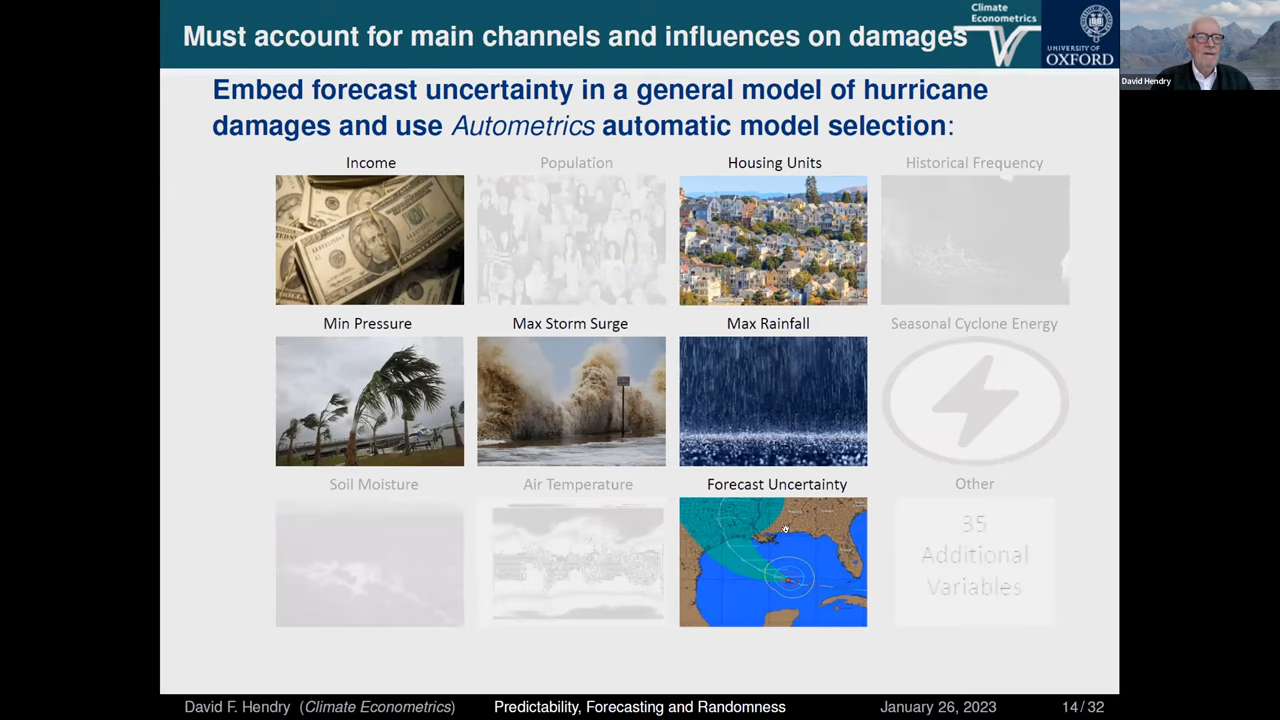 Must account for main channels and influences on damages
Climate
Econometrics
UNIVERSITY OF
OXFORD
David Hendry
Embed forecast uncertainty in a general model of hurricane
damages and use Autometrics automatic model selection:
Income
Population
Housing Units
Historical Frequency
Min Pressure
Max Storm Surge
Max Rainfall
Seasonal Cyclone Energy
Soil Moisture
Air Temperature
Forecast Uncertainty
Other
35
Additional
Variables
David F. Hendry (Climate Econometrics)
Predictability, Forecasting and Randomness
January 26, 2023
14 / 32